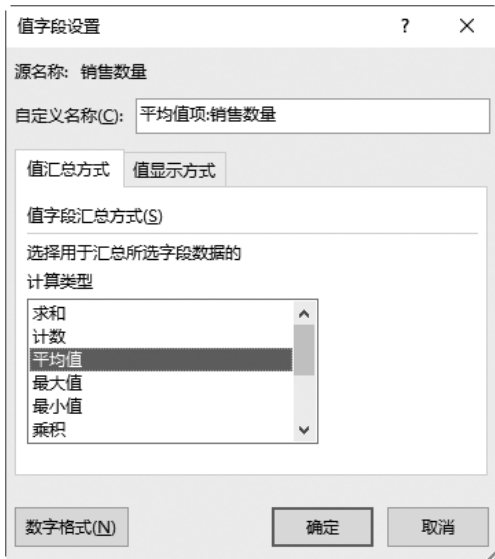 值字段设置 ? ×
源名称: 销售数量
自定义名称(C): 平均值项:销售数量
值汇总方式 值显示方式
值字段汇总方式(S)
选择用于汇总所选字段数据的
计算类型
求和
计数
平均值
最大值
最小值
乘积
数字格式(N) 确定 取消